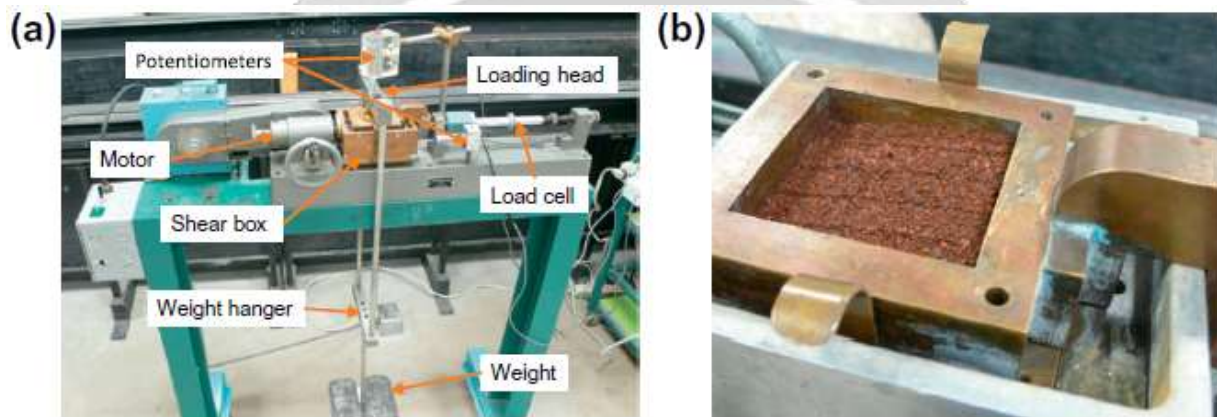 (a)
Potentiometers
Loading head
Motor
Load cell
Shear box
Weight hanger
Weight
(b)